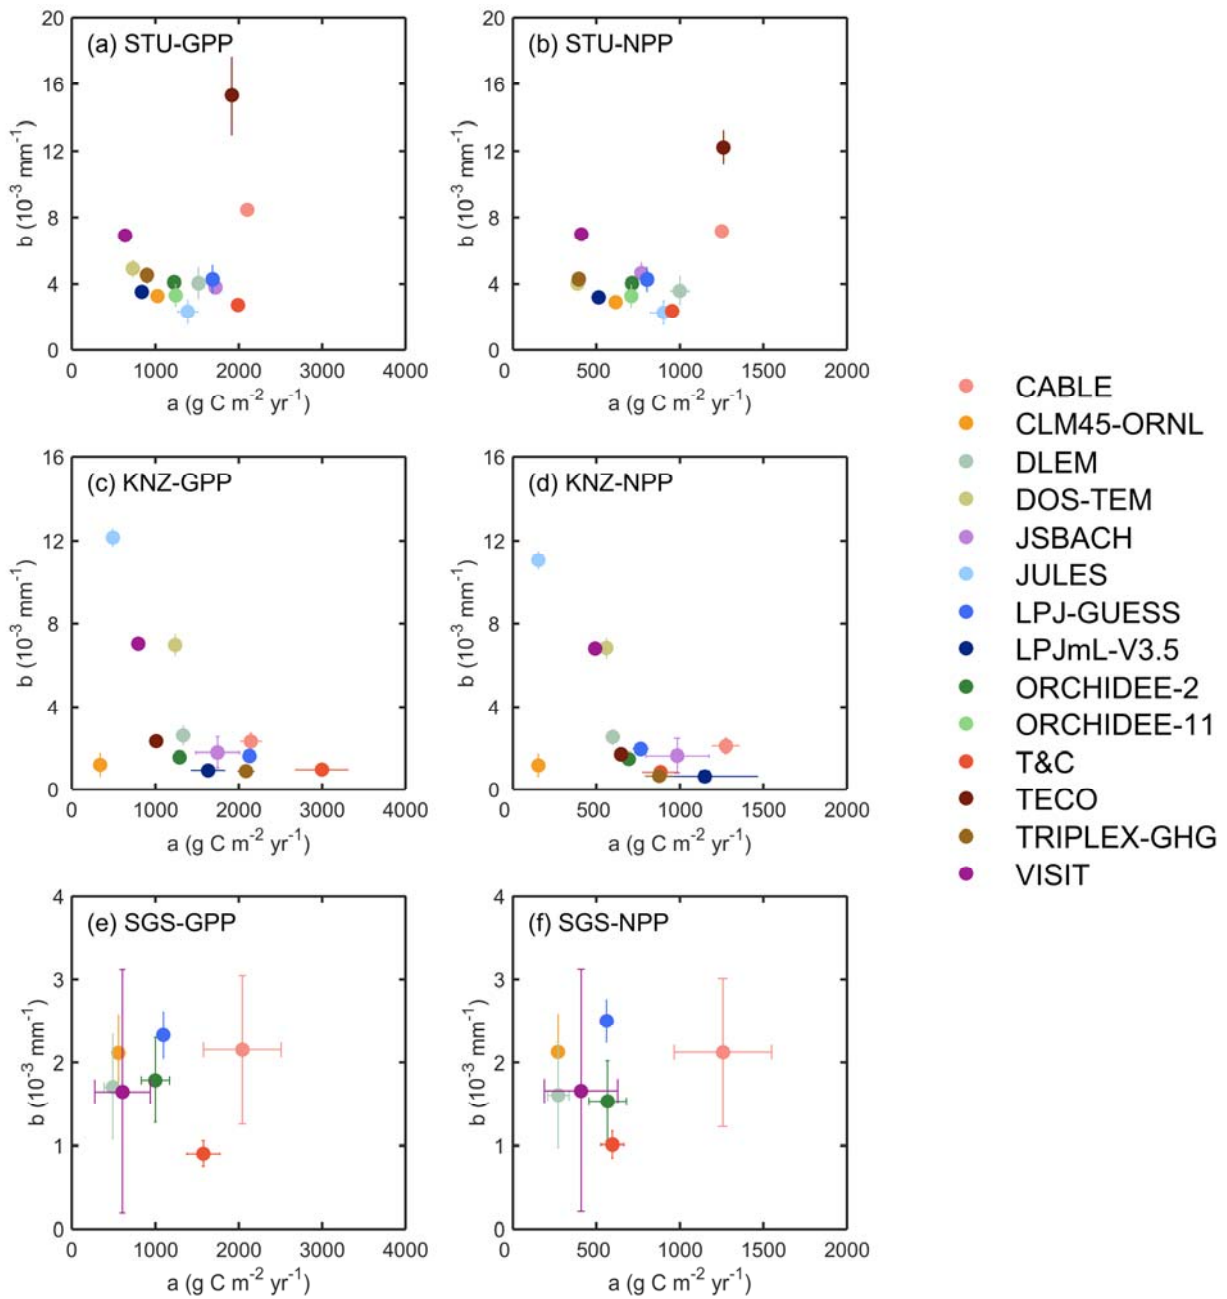 (a) STU-GPP
20
16
12
8
4
0
b (10⁻³ mm⁻¹)
0 1000 2000 3000 4000
a (g C m⁻² yr⁻¹)
(b) STU-NPP
20
16
12
8
4
0
b (10⁻³ mm⁻¹)
0 500 1000 1500 2000
a (g C m⁻² yr⁻¹)
(c) KNZ-GPP
16
12
8
4
0
b (10⁻³ mm⁻¹)
0 1000 2000 3000 4000
a (g C m⁻² yr⁻¹)
(d) KNZ-NPP
16
12
8
4
0
b (10⁻³ mm⁻¹)
0 500 1000 1500 2000
a (g C m⁻² yr⁻¹)
(e) SGS-GPP
4
3
2
1
0
b (10⁻³ mm⁻¹)
0 1000 2000 3000 4000
a (g C m⁻² yr⁻¹)
(f) SGS-NPP
4
3
2
1
0
b (10⁻³ mm⁻¹)
0 500 1000 1500 2000
a (g C m⁻² yr⁻¹)
CABLE
CLM45-ORNL
DLEM
DOS-TEM
JSBACH
JULES
LPJ-GUESS
LPJmL-V3.5
ORCHIDEE-2
ORCHIDEE-11
T&C
TECO
TRIPLEX-GHG
VISIT